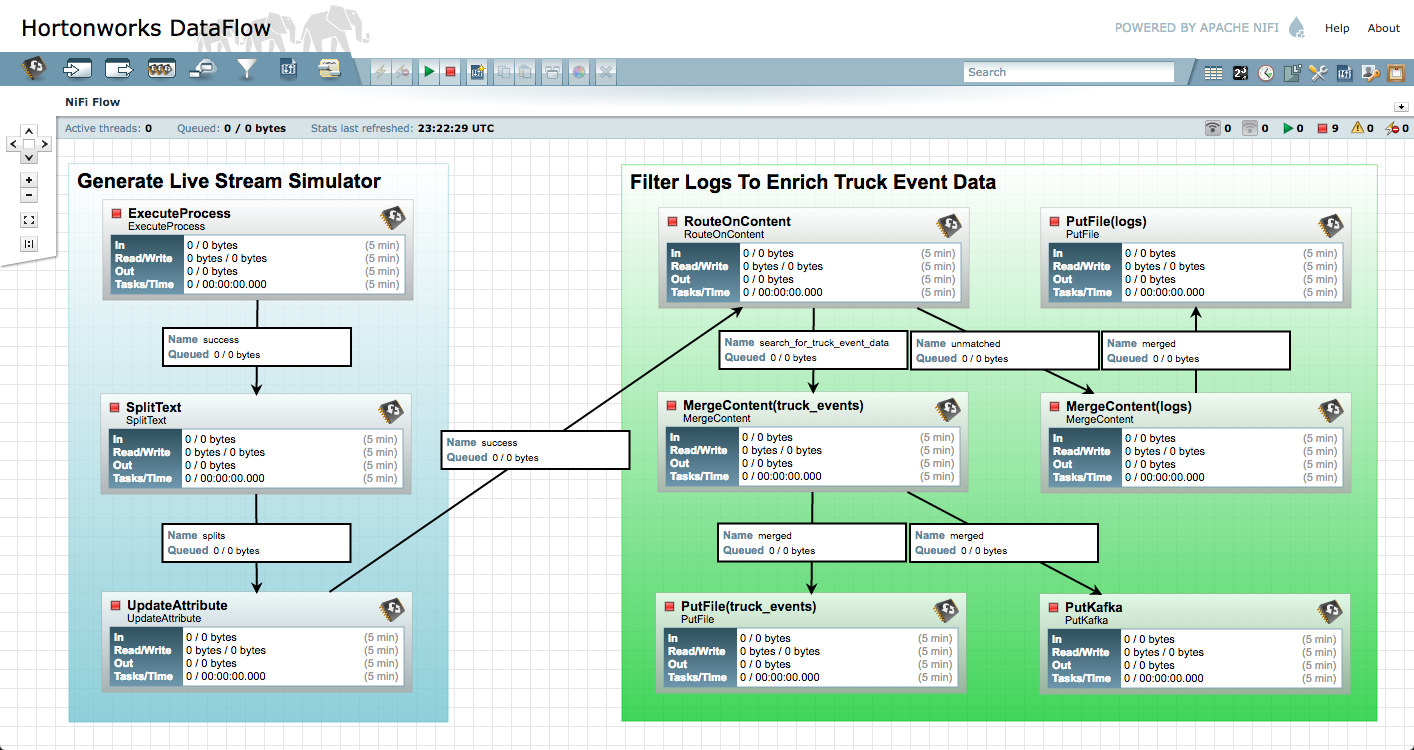 Hortonworks DataFlow
POWERED BY APACHE NIFI
Help
About
Search
NiFi Flow
Active threads: 0
Queued: 0 / 0 bytes
Stats last refreshed: 23:22:29 UTC
0
0
0
9
0
0
Generate Live Stream Simulator
ExecuteProcess
ExecuteProcess
In 0 / 0 bytes (5 min)
Read/Write 0 bytes / 0 bytes (5 min)
Out 0 / 0 bytes (5 min)
Tasks/Time 0 / 00:00:00.000 (5 min)
Name success
Queued 0 / 0 bytes
SplitText
SplitText
In 0 / 0 bytes (5 min)
Read/Write 0 bytes / 0 bytes (5 min)
Out 0 / 0 bytes (5 min)
Tasks/Time 0 / 00:00:00.000 (5 min)
Name splits
Queued 0 / 0 bytes
UpdateAttribute
UpdateAttribute
In 0 / 0 bytes (5 min)
Read/Write 0 bytes / 0 bytes (5 min)
Out 0 / 0 bytes (5 min)
Tasks/Time 0 / 00:00:00.000 (5 min)
Name success
Queued 0 / 0 bytes
Filter Logs To Enrich Truck Event Data
RouteOnContent
RouteOnContent
In 0 / 0 bytes (5 min)
Read/Write 0 bytes / 0 bytes (5 min)
Out 0 / 0 bytes (5 min)
Tasks/Time 0 / 00:00:00.000 (5 min)
PutFile(logs)
PutFile
In 0 / 0 bytes (5 min)
Read/Write 0 bytes / 0 bytes (5 min)
Out 0 / 0 bytes (5 min)
Tasks/Time 0 / 00:00:00.000 (5 min)
Name search_for_truck_event_data
Queued 0 / 0 bytes
Name unmatched
Queued 0 / 0 bytes
Name merged
Queued 0 / 0 bytes
MergeContent(truck_events)
MergeContent
In 0 / 0 bytes (5 min)
Read/Write 0 bytes / 0 bytes (5 min)
Out 0 / 0 bytes (5 min)
Tasks/Time 0 / 00:00:00.000 (5 min)
MergeContent(logs)
MergeContent
In 0 / 0 bytes (5 min)
Read/Write 0 bytes / 0 bytes (5 min)
Out 0 / 0 bytes (5 min)
Tasks/Time 0 / 00:00:00.000 (5 min)
Name merged
Queued 0 / 0 bytes
Name merged
Queued 0 / 0 bytes
PutFile(truck_events)
PutFile
In 0 / 0 bytes (5 min)
Read/Write 0 bytes / 0 bytes (5 min)
Out 0 / 0 bytes (5 min)
Tasks/Time 0 / 00:00:00.000 (5 min)
PutKafka
PutKafka
In 0 / 0 bytes (5 min)
Read/Write 0 bytes / 0 bytes (5 min)
Out 0 / 0 bytes (5 min)
Tasks/Time 0 / 00:00:00.000 (5 min)